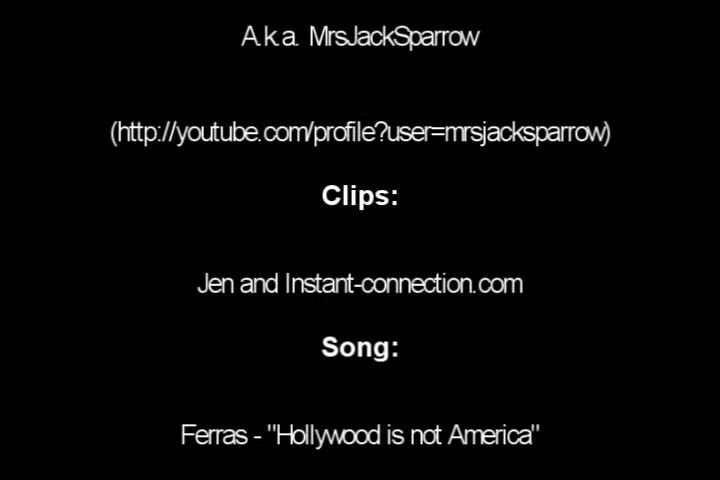 A.k.a. MrsJackSparrow
(http://youtube.com/profile?user=mrsjacksparrow)
Clips:
Jen and Instant-connection.com
Song:
Ferras - "Hollywood is not America"